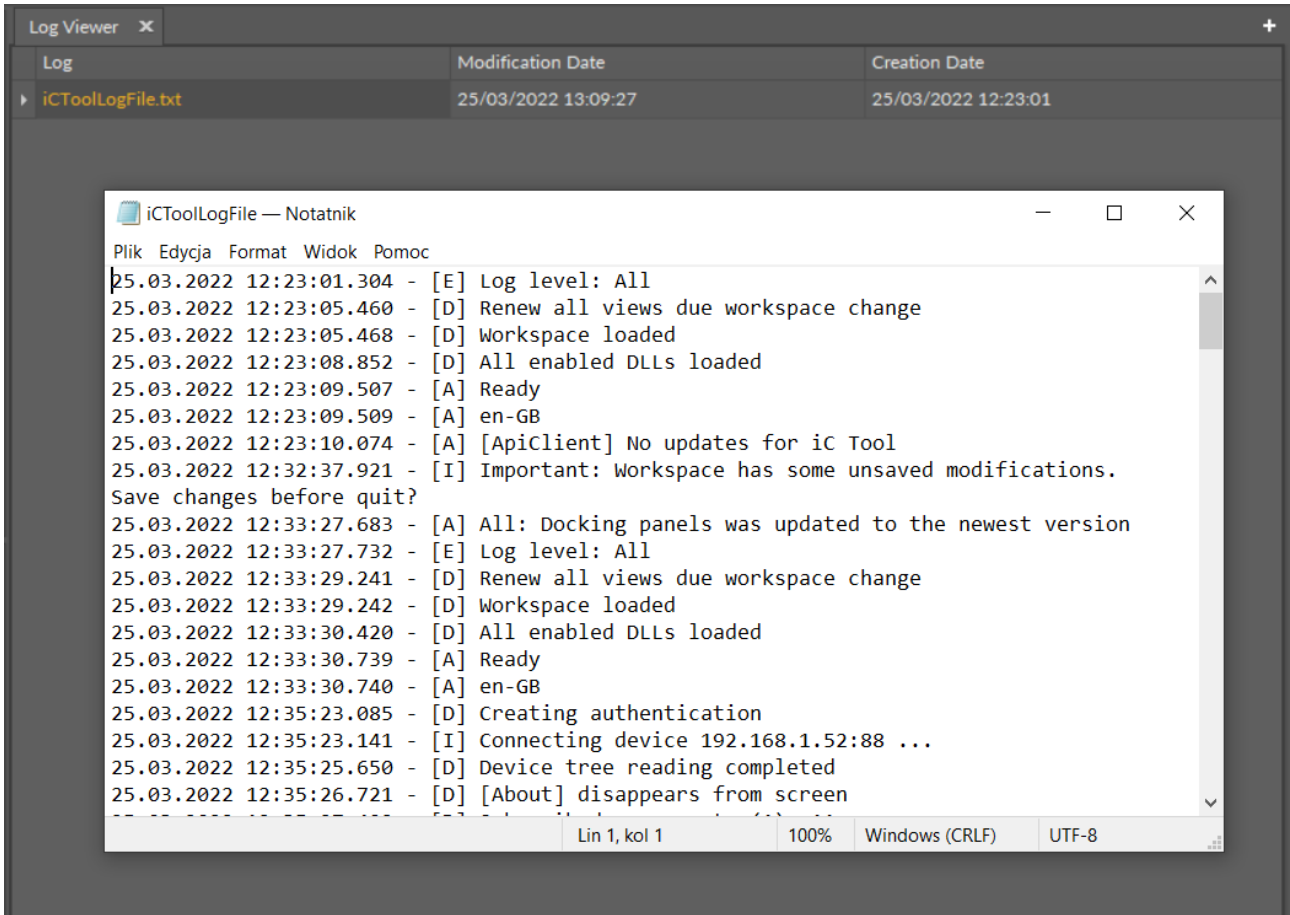 Log Viewer
Log Modification Date Creation Date
iCToolLogFile.txt 25/03/2022 13:09:27 25/03/2022 12:23:01
iCToolLogFile — Notatnik
Plik Edycja Format Widok Pomoc
25.03.2022 12:23:01.304 - [E] Log level: All
25.03.2022 12:23:05.460 - [D] Renew all views due workspace change
25.03.2022 12:23:05.468 - [D] Workspace loaded
25.03.2022 12:23:08.852 - [D] All enabled DLLs loaded
25.03.2022 12:23:09.507 - [A] Ready
25.03.2022 12:23:09.509 - [A] en-GB
25.03.2022 12:23:10.074 - [A] [ApiClient] No updates for iC Tool
25.03.2022 12:32:37.921 - [I] Important: Workspace has some unsaved modifications.
Save changes before quit?
25.03.2022 12:33:27.683 - [A] All: Docking panels was updated to the newest version
25.03.2022 12:33:27.732 - [E] Log level: All
25.03.2022 12:33:29.241 - [D] Renew all views due workspace change
25.03.2022 12:33:29.242 - [D] Workspace loaded
25.03.2022 12:33:30.420 - [D] All enabled DLLs loaded
25.03.2022 12:33:30.739 - [A] Ready
25.03.2022 12:33:30.740 - [A] en-GB
25.03.2022 12:35:23.085 - [D] Creating authentication
25.03.2022 12:35:23.141 - [I] Connecting device 192.168.1.52:88 ...
25.03.2022 12:35:25.650 - [D] Device tree reading completed
25.03.2022 12:35:26.721 - [D] [About] disappears from screen
Lin 1, kol 1 100% Windows (CRLF) UTF-8